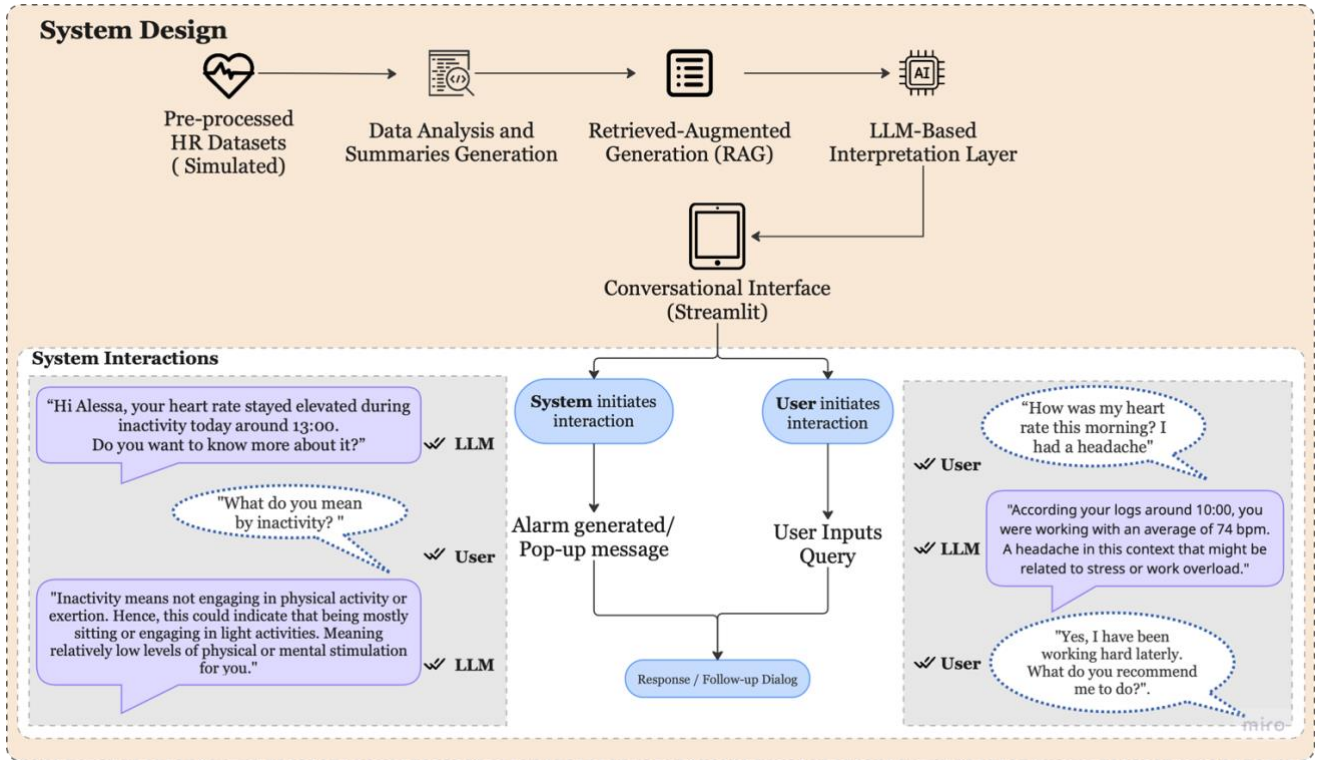 System Design
Pre-processed
HR Datasets
( Simulated)
Data Analysis and
Summaries Generation
Retrieved-Augmented
Generation (RAG)
AI
LLM-Based
Interpretation Layer
Conversational Interface
(Streamlit)
System Interactions
“Hi Alessa, your heart rate stayed elevated during
inactivity today around 13:00.
Do you want to know more about it?”
LLM
"What do you mean
by inactivity? "
User
"Inactivity means not engaging in physical activity or
exertion. Hence, this could indicate that being mostly
sitting or engaging in light activities. Meaning
relatively low levels of physical or mental stimulation
for you."
LLM
System initiates
interaction
Alarm generated/
Pop-up message
User initiates
interaction
User Inputs
Query
Response / Follow-up Dialog
“How was my heart
rate this morning? I
had a headache"
User
"According your logs around 10:00, you
were working with an average of 74 bpm.
A headache in this context that might be
related to stress or work overload."
LLM
"Yes, I have been
working hard laterly.
What do you recommend
me to do?".
User
miro